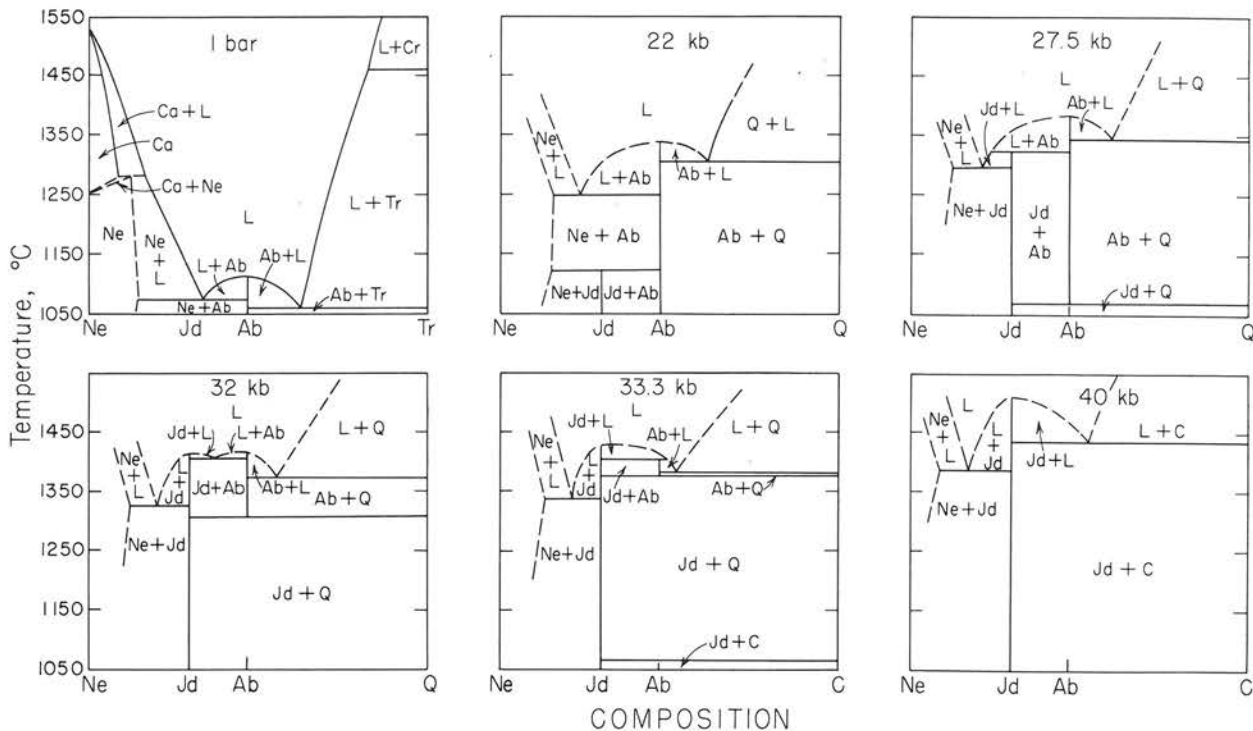 1 bar
1550
1450
1350
1250
1150
1050
Temperature, °C
L+Cr
Ca+L
Ca
Ca+Ne
Ne
Ne
+
L
L
L+Tr
L+Ab
Ab+L
Ab+Tr
Ne+Ab
Ne
Jd
Ab
Tr
22 kb
L
Ne
+
L
Q+L
L+Ab
Ab+L
Ne + Ab
Ab + Q
Ne+Jd
Jd+Ab
Ne
Jd
Ab
Q
27.5 kb
L
Jd+L
Ab+L
L+Q
Ne
+
L
L+Ab
Ne+Jd
Jd
+
Ab
Ab + Q
Jd+Q
Ne
Jd
Ab
Q
32 kb
1450
1350
1250
1150
1050
L
Jd+L
L+Ab
L+Q
Ne
+
L
L
+
Jd
Jd+Ab
Ab+L
Ab+Q
Ne+Jd
Jd + Q
Ne
Jd
Ab
Q
33.3 kb
Jd+L
L
Ab+L
L+Q
Ne
+
L
L
+
Jd
Jd+Ab
Ab+Q
Ne+Jd
Jd + Q
Jd+C
Ne
Jd
Ab
C
40 kb
L
L
Ne
+
L
L
+
Jd
Jd+L
L+C
Ne+Jd
Jd + C
Ne
Jd
Ab
C
COMPOSITION